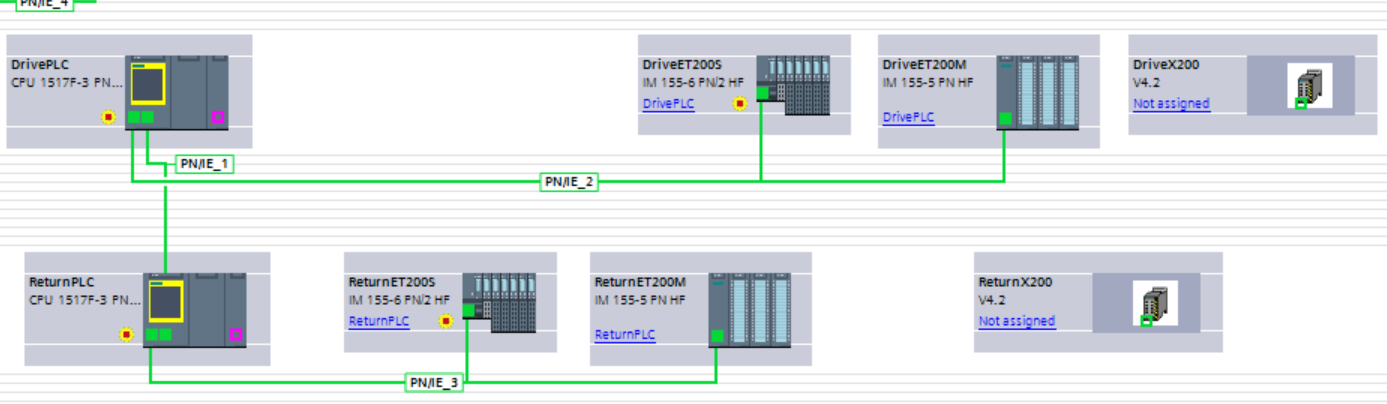 PN/IE_4
DrivePLC
CPU 1517F-3 PN...
DriveET200S
IM 155-6 PN/2 HF
DrivePLC
DriveET200M
IM 155-5 PN HF
DrivePLC
DriveX200
V4.2
Not assigned
PN/IE_1
PN/IE_2
ReturnPLC
CPU 1517F-3 PN...
ReturnET200S
IM 155-6 PN/2 HF
ReturnPLC
ReturnET200M
IM 155-5 PN HF
ReturnPLC
ReturnX200
V4.2
Not assigned
PN/IE_3